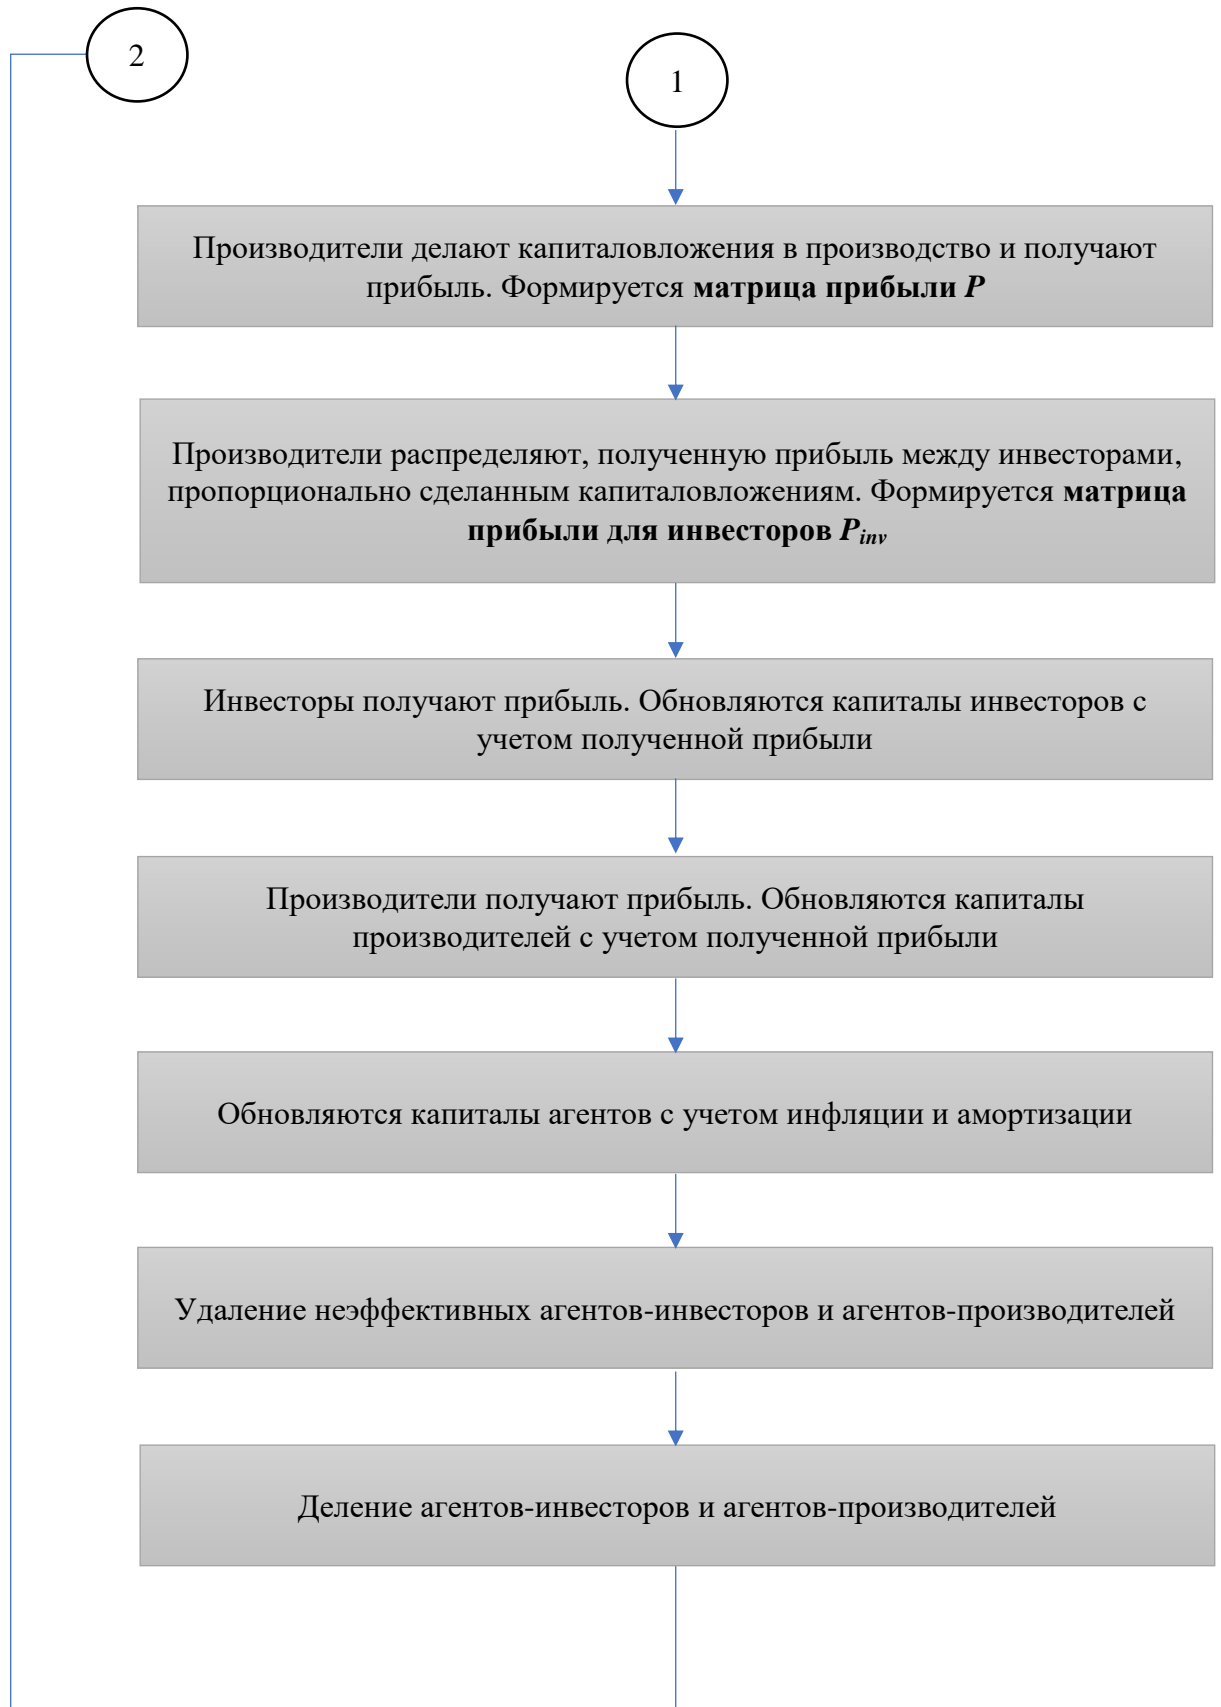 2
1
Производители делают капиталовложения в производство и получают
прибыль. Формируется матрица прибыли P
Производители распределяют, полученную прибыль между инвесторами,
пропорционально сделанным капиталовложениям. Формируется матрица
прибыли для инвесторов Pinv
Инвесторы получают прибыль. Обновляются капиталы инвесторов с
учетом полученной прибыли
Производители получают прибыль. Обновляются капиталы
производителей с учетом полученной прибыли
Обновляются капиталы агентов с учетом инфляции и амортизации
Удаление неэффективных агентов-инвесторов и агентов-производителей
Деление агентов-инвесторов и агентов-производителей